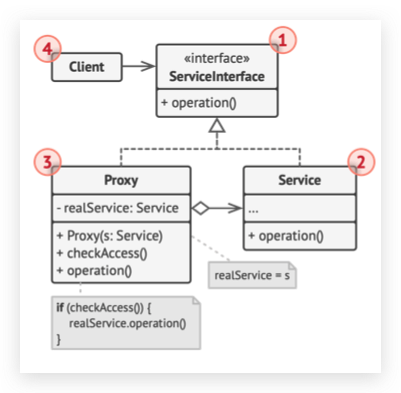 1
4
«interface»
ServiceInterface
Client
+ operation()
3
2
Proxy
Service
- realService: Service
...
+ Proxy(s: Service)
+ checkAccess()
+ operation()
+ operation()
realService = s
if (checkAccess()) {
realService.operation()
}